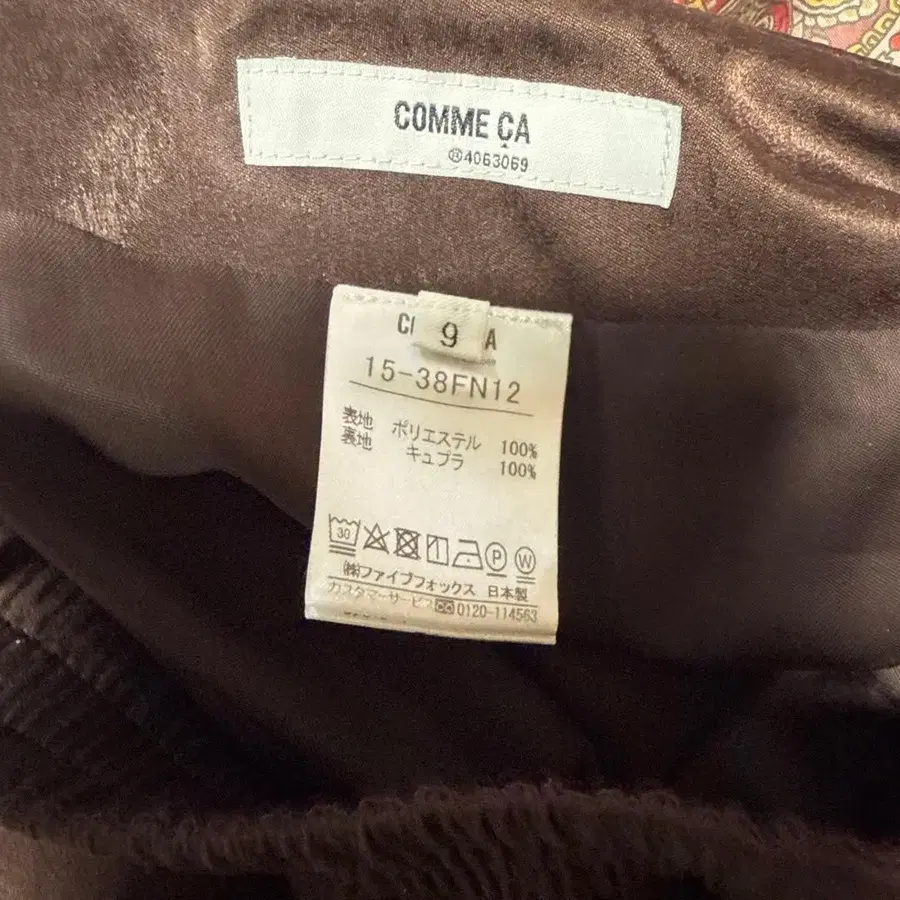 COMME ÇA
®4063069
9
15-38FN12
表地 ポリエステル 100%
裏地 キュプラ 100%
30 P W
㈱ファイブフォックス 日本製
カスタマーサービス 0120-114563